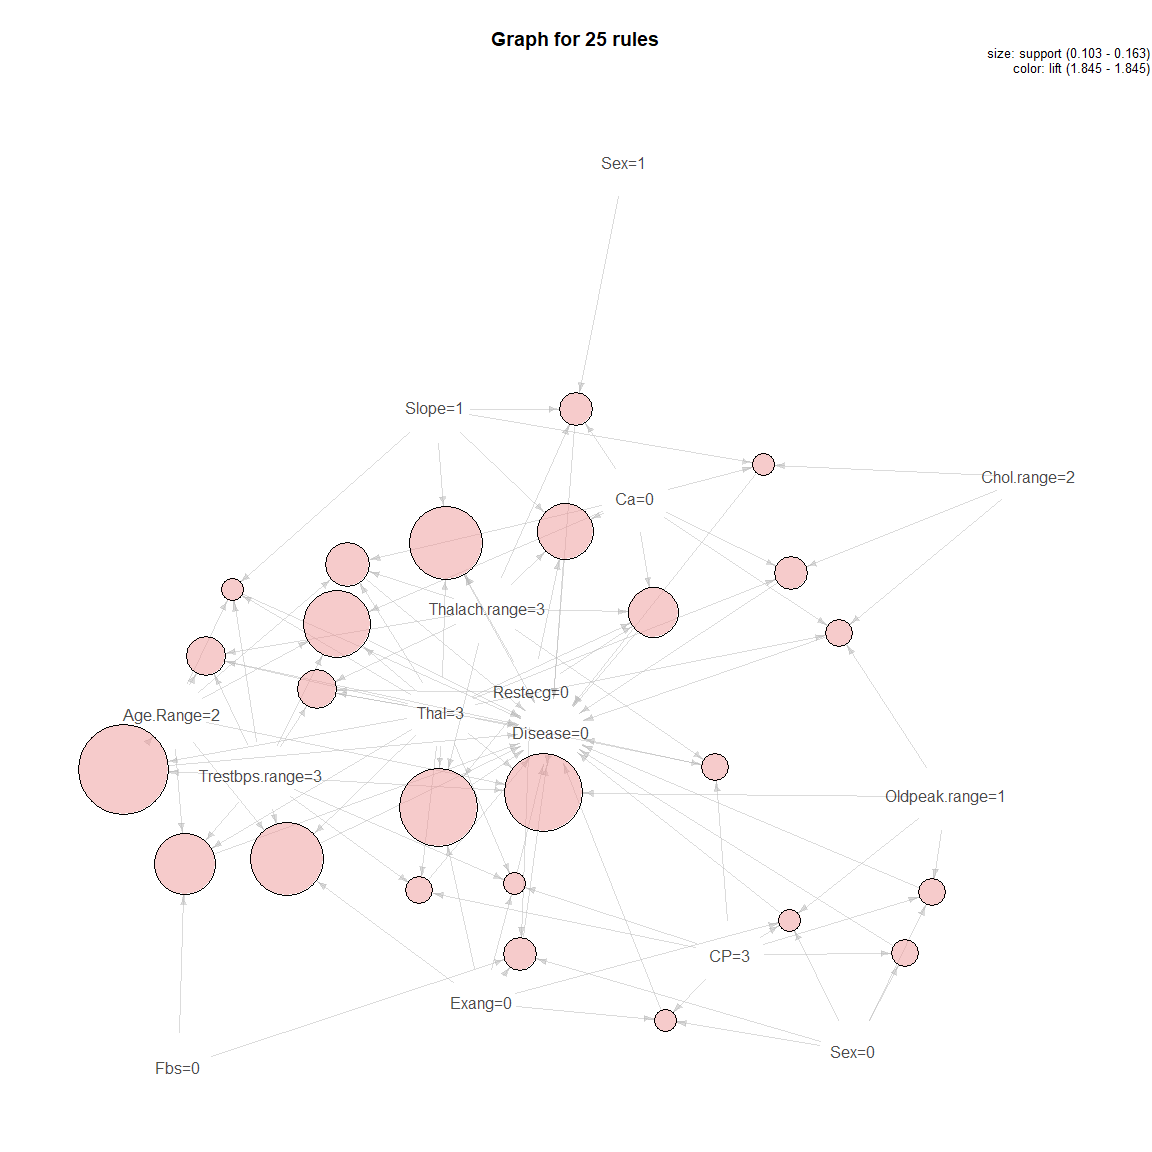 Graph for 25 rules
size: support (0.103 - 0.163)
color: lift (1.845 - 1.845)
Sex=1
Slope=1
Chol.range=2
Ca=0
Thalach.range=3
Restecg=0
Thal=3
Age.Range=2
Disease=0
Trestbps.range=3
Oldpeak.range=1
CP=3
Exang=0
Sex=0
Fbs=0